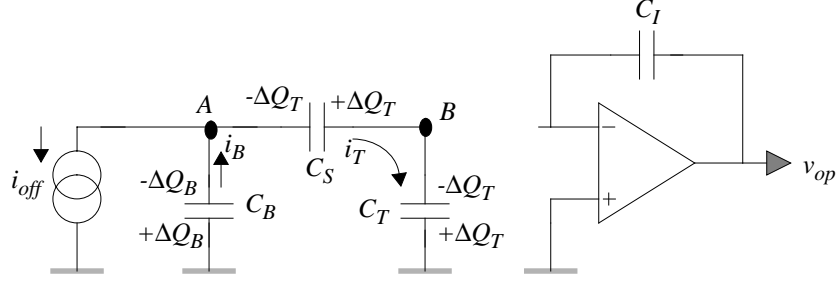 C_I
A
-ΔQ_T
+ΔQ_T
B
i_off
i_B
C_S
i_T
-ΔQ_B
C_B
+ΔQ_B
C_T
-ΔQ_T
+ΔQ_T
−
+
v_op